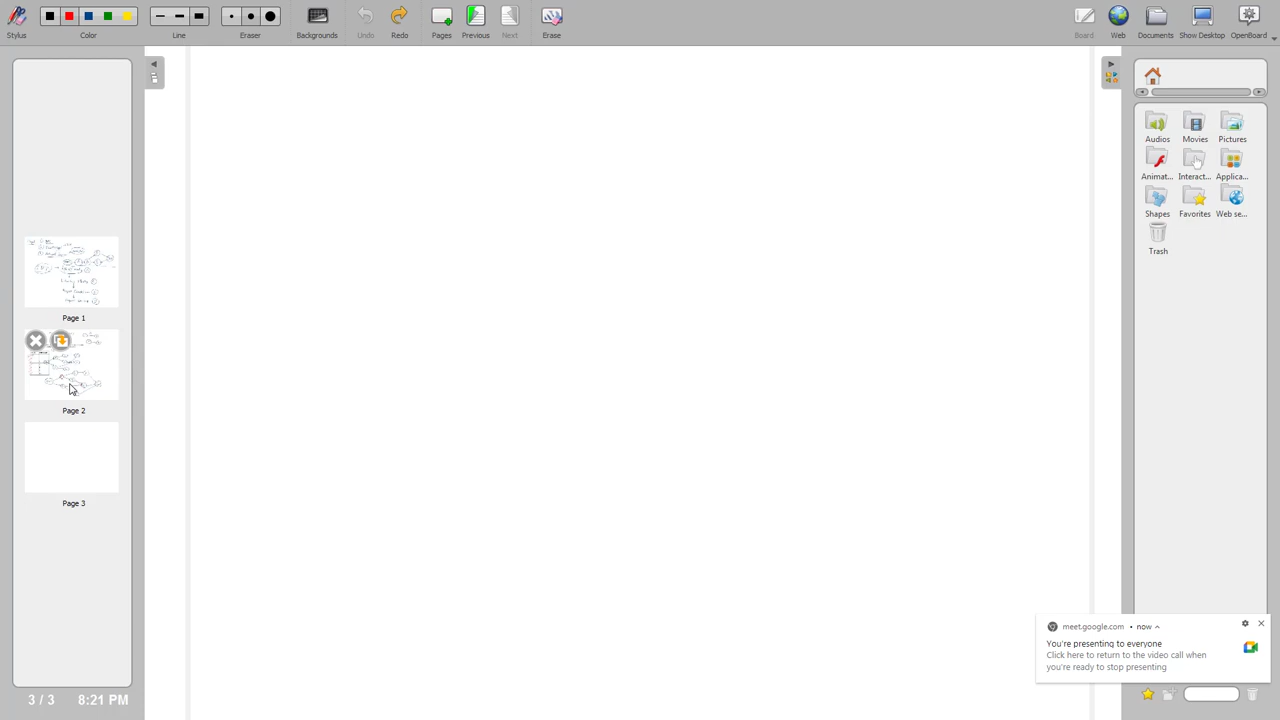 Stylus
Color
Line
Eraser
Backgrounds
Undo
Redo
Pages
Previous
Next
Erase
Board
Web
Documents
Show Desktop
OpenBoard
Page 1
Page 2
Page 3
3 / 3
8:21 PM
Audios
Movies
Pictures
Animat...
Interact...
Applica...
Shapes
Favorites
Web se...
Trash
meet.google.com • now
You're presenting to everyone
Click here to return to the video call when
you're ready to stop presenting